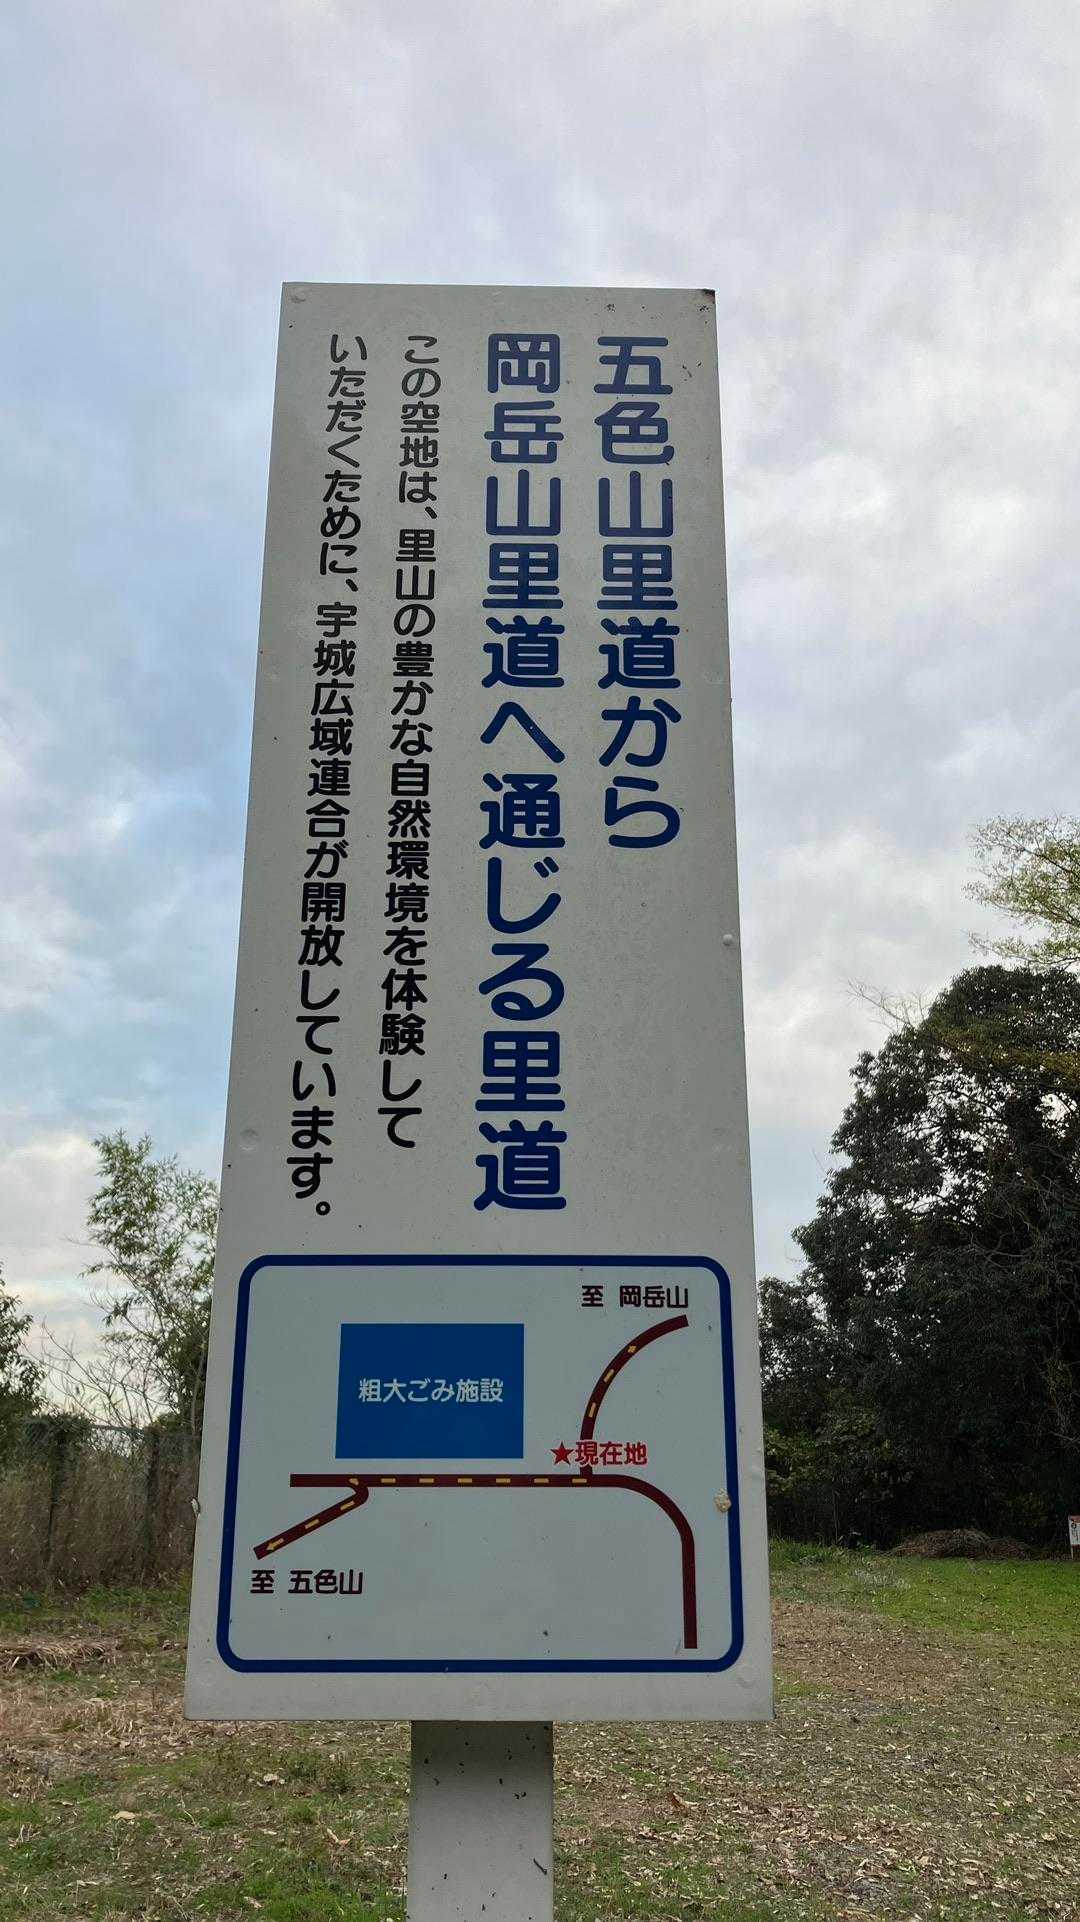 五色山里道から
岡岳山里道へ通じる里道
この空地は、里山の豊かな自然環境を体験して
いただくために、宇城広域連合が開放しています。
至 岡岳山
粗大ごみ施設
★現在地
至 五色山